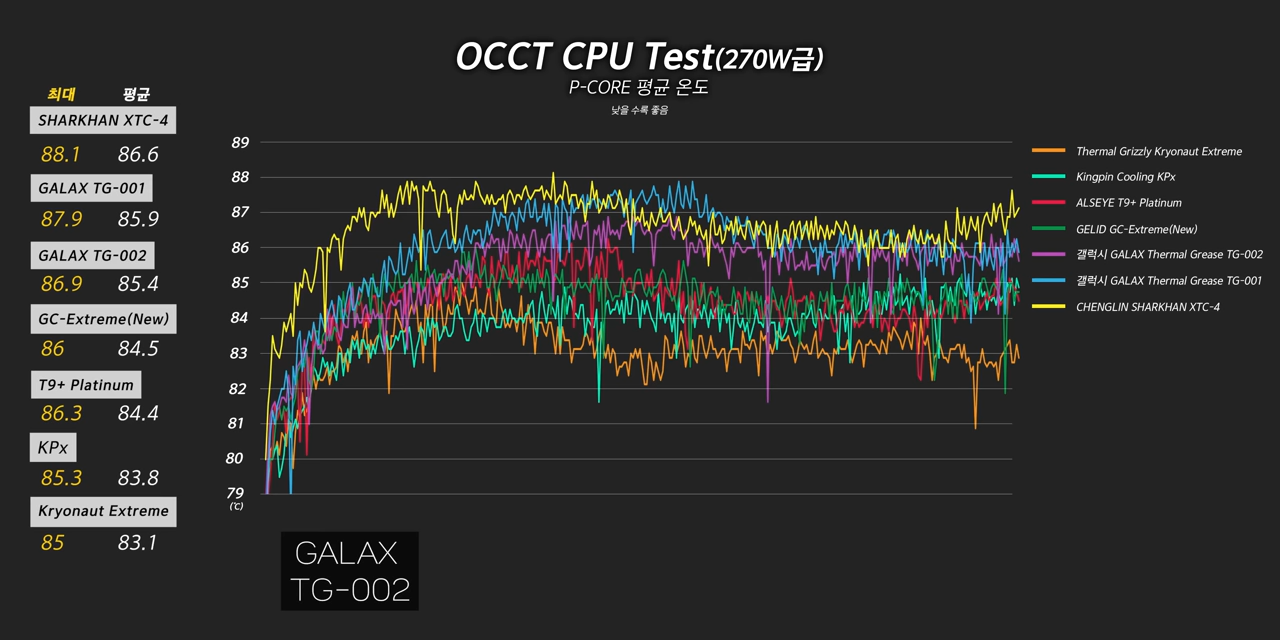 OCCT CPU Test(270W급)
P-CORE 평균 온도
낮을 수록 좋음
최대 평균
SHARKHAN XTC-4
88.1 86.6
GALAX TG-001
87.9 85.9
GALAX TG-002
86.9 85.4
GC-Extreme(New)
86 84.5
T9+ Platinum
86.3 84.4
KPx
85.3 83.8
Kryonaut Extreme
85 83.1
89
88
87
86
85
84
83
82
81
80
79
(℃)
Thermal Grizzly Kryonaut Extreme
Kingpin Cooling KPx
ALSEYE T9+ Platinum
GELID GC-Extreme(New)
갤럭시 GALAX Thermal Grease TG-002
갤럭시 GALAX Thermal Grease TG-001
CHENGLIN SHARKHAN XTC-4
GALAX
TG-002